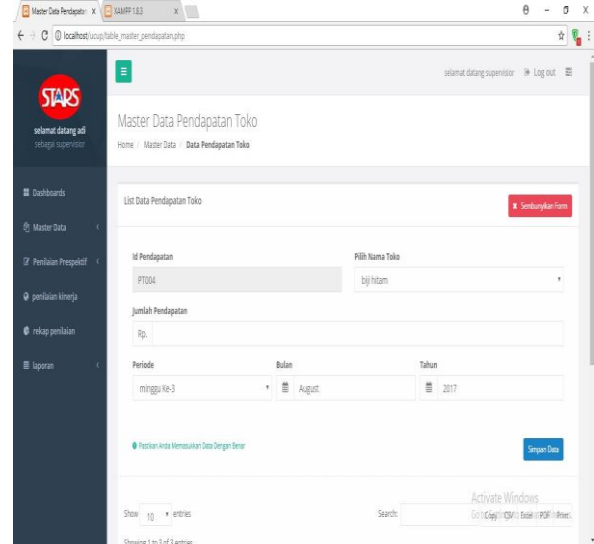 Master Data Pendapatan
XAMPP 1.8.3
localhost/ucup/table_master_pendapatan.php
STARS
selamat datang adi
sebagai supervisior
selamat datang supervisior Log out
Master Data Pendapatan Toko
Home / Master Data / Data Pendapatan Toko
Dashboards
Master Data
Penilaian Prespektif
penilaian kinerja
rekap penilaian
laporan
List Data Pendapatan Toko
x Sembunyikan Form
Id Pendapatan
Pilih Nama Toko
PT004
biji hitam
Jumlah Pendapatan
Rp.
Periode
Bulan
Tahun
minggu Ke-3
August
2017
Pastikan Anda Memasukkan Data Dengan Benar
Simpan Data
Activate Windows
Show 10 entries
Search:
Copy CSV Excel PDF Print
Showing 1 to 3 of 3 entries